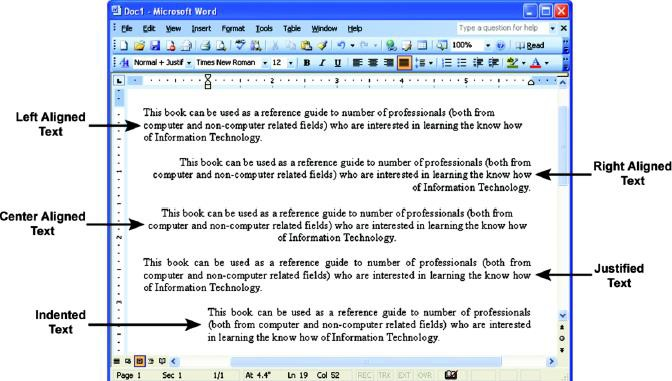 Doc1 - Microsoft Word
File Edit View Insert Format Tools Table Window Help Type a question for help
100% Read
Normal + Justif Times New Roman 12 B I U
1 2 3 4 5
Left Aligned
Text
This book can be used as a reference guide to number of professionals (both from
computer and non-computer related fields) who are interested in learning the know how
of Information Technology.
Right Aligned
Text
This book can be used as a reference guide to number of professionals (both from
computer and non-computer related fields) who are interested in learning the know how
of Information Technology.
Center Aligned
Text
This book can be used as a reference guide to number of professionals (both from
computer and non-computer related fields) who are interested in learning the know how
of Information Technology.
Justified
Text
This book can be used as a reference guide to number of professionals (both from
computer and non-computer related fields) who are interested in learning the know how
of Information Technology.
Indented
Text
This book can be used as a reference guide to number of professionals
(both from computer and non-computer related fields) who are interested
in learning the know how of Information Technology.
Page 1 Sec 1 1/1 At 4.4" Ln 19 Col 52 REC TRK EXT OVR